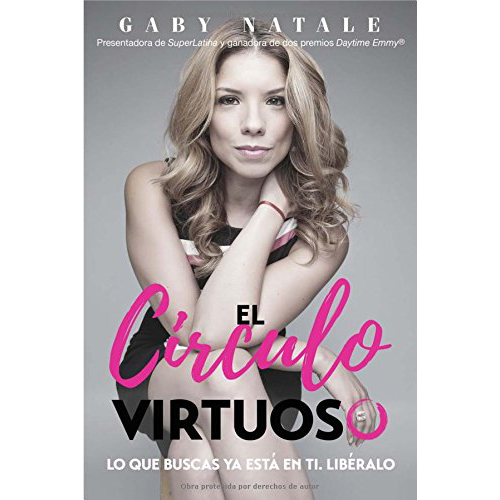 GABY NATALE
Presentadora de SuperLatina y ganadora de dos premios Daytime Emmy®
EL
Círculo
VIRTUOSO
LO QUE BUSCAS YA ESTÁ EN TI. LIBÉRALO
Obra protegida por derechos de autor